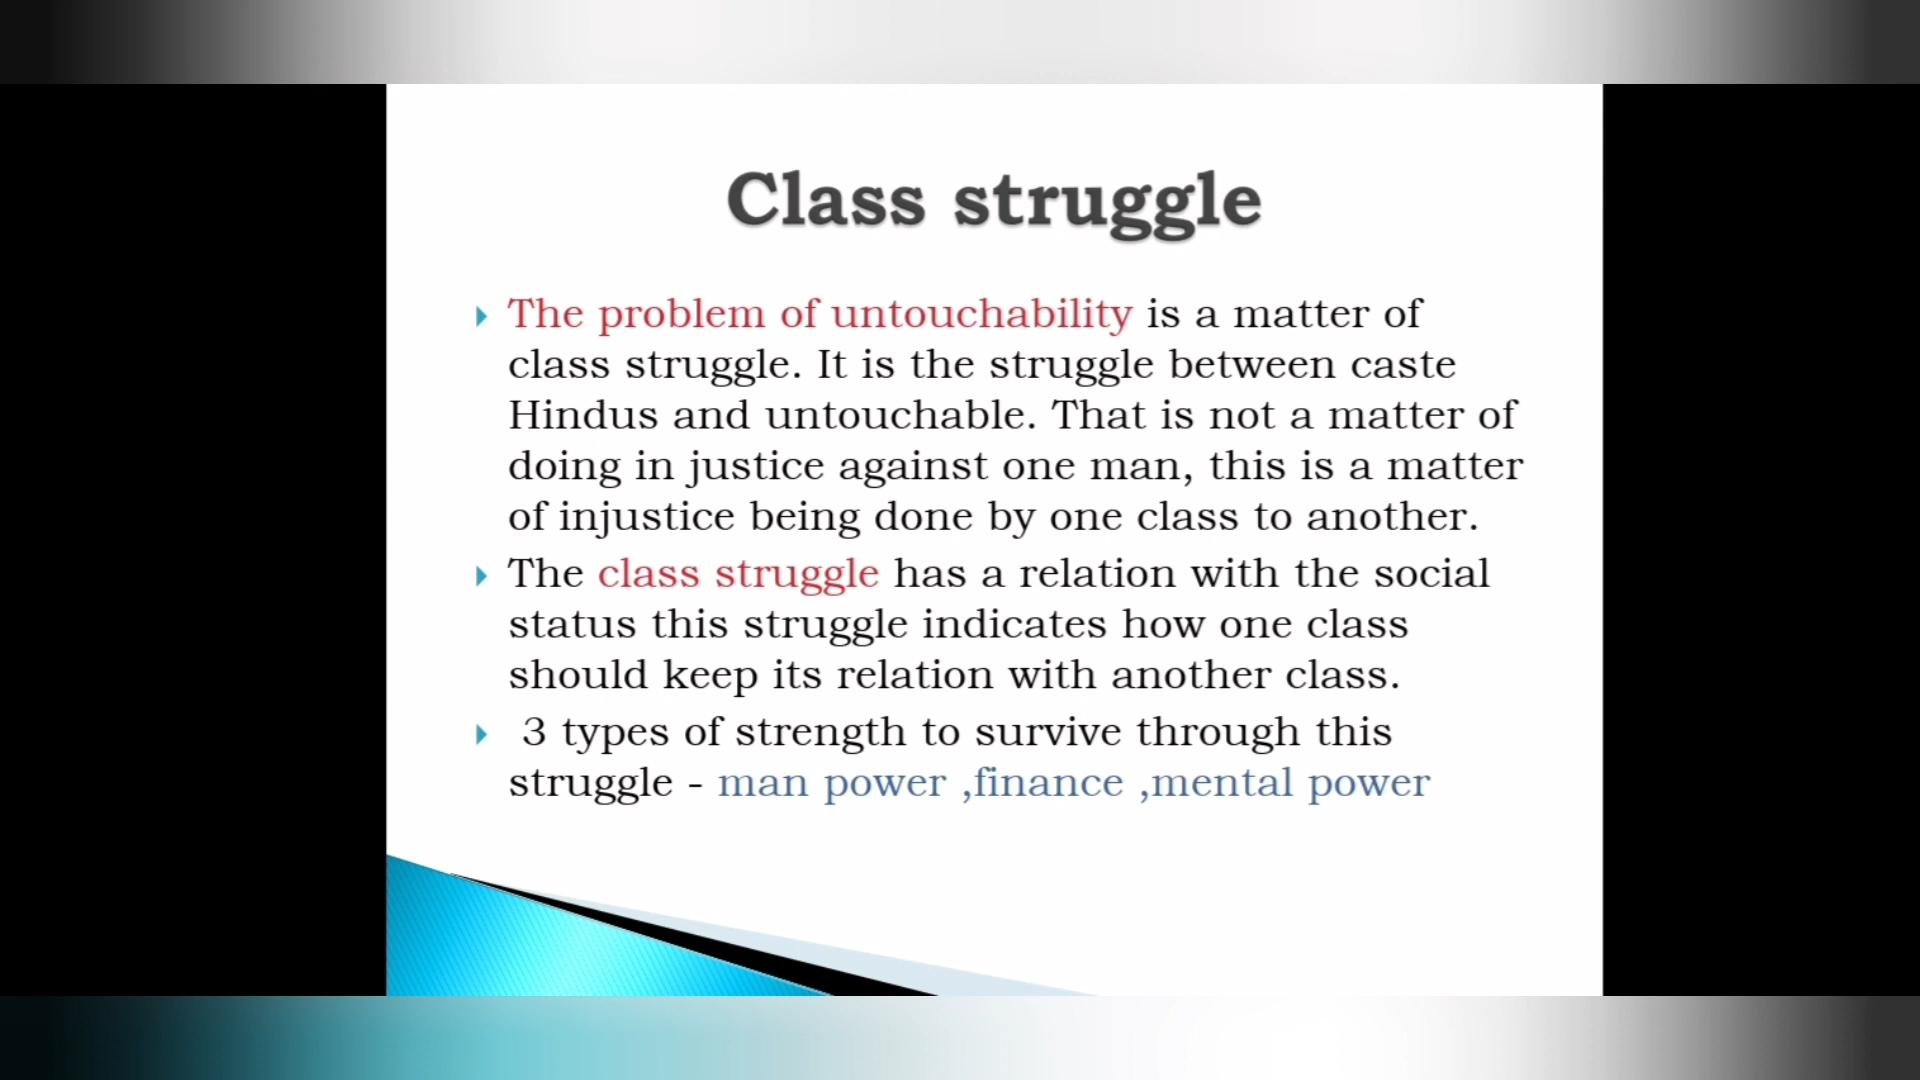 Class struggle
The problem of untouchability is a matter of
class struggle. It is the struggle between caste
Hindus and untouchable. That is not a matter of
doing in justice against one man, this is a matter
of injustice being done by one class to another.
The class struggle has a relation with the social
status this struggle indicates how one class
should keep its relation with another class.
3 types of strength to survive through this
struggle - man power ,finance ,mental power